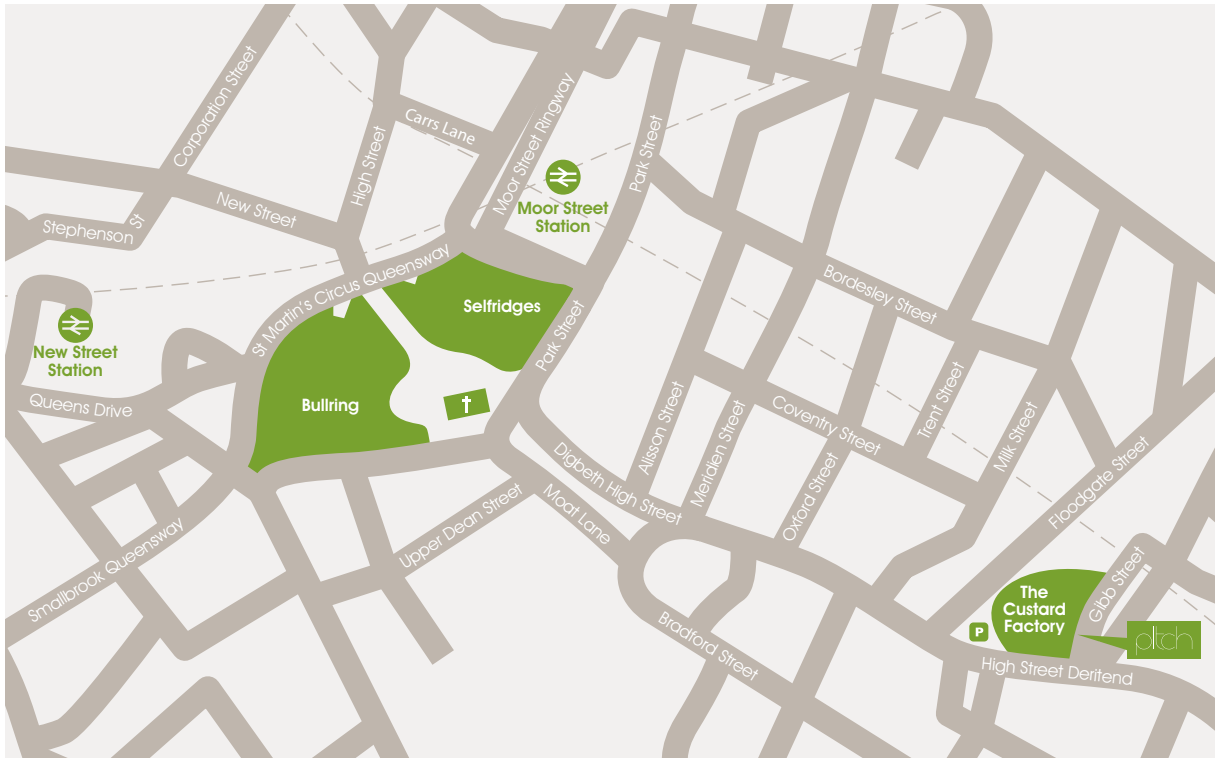 Corporation Street
High Street
Carrs Lane
Moor Street Ringway
Park Street
New Street
Stephenson St
Moor Street
Station
Bordesley Street
St Martin's Circus Queensway
Selfridges
New Street
Station
Park Street
Bullring
Queens Drive
Trent Street
Coventry Street
Milk Street
Alisson Street
Meridien Street
Digbeth High Street
Oxford Street
Floodgate Street
Moat Lane
Upper Dean Street
Smallbrook Queensway
Gibb Street
The
Custard
Factory
P
pitch
Bradford Street
High Street Deritend